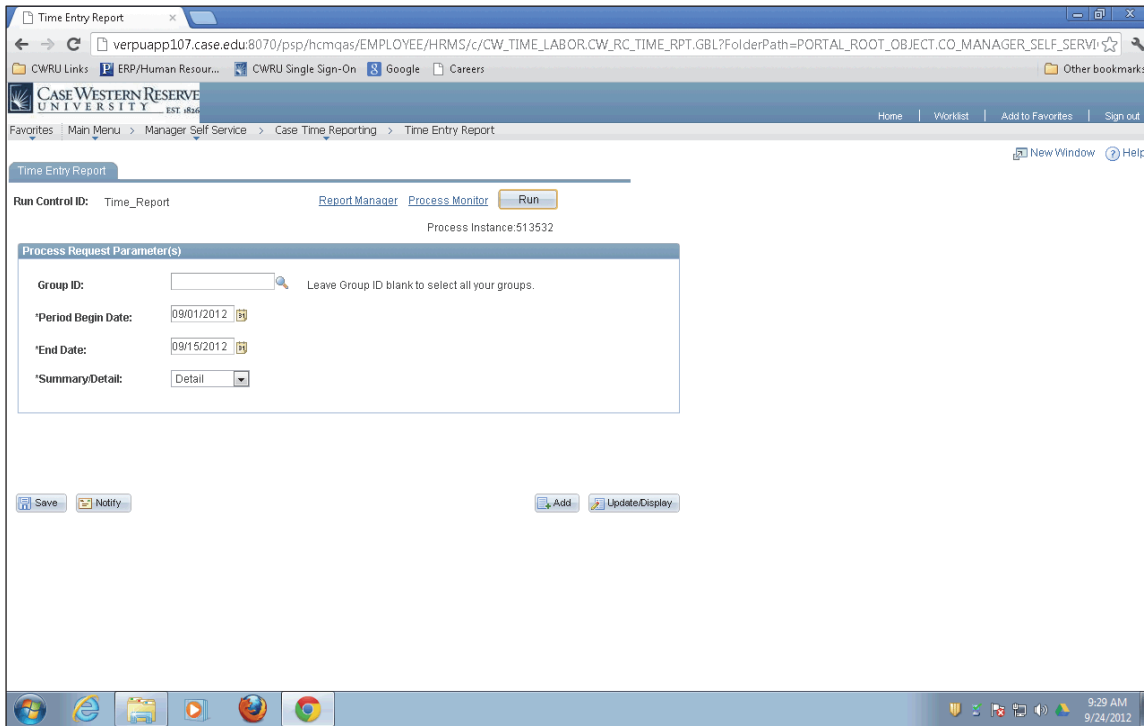 Time Entry Report
verpuapp107.case.edu:8070/psp/hcmqas/EMPLOYEE/HRMS/c/CW_TIME_LABOR.CW_RC_TIME_RPT.GBL?FolderPath=PORTAL_ROOT_OBJECT.CO_MANAGER_SELF_SERVI
CWRU Links ERP/Human Resour... CWRU Single Sign-On Google Careers Other bookmarks
CASE WESTERN RESERVE
UNIVERSITY EST. 1826
Home | Worklist | Add to Favorites | Sign out
Favorites Main Menu > Manager Self Service > Case Time Reporting > Time Entry Report
New Window Help
Time Entry Report
Run Control ID: Time_Report Report Manager Process Monitor Run
Process Instance:513532
Process Request Parameter(s)
Group ID: Leave Group ID blank to select all your groups.
*Period Begin Date: 09/01/2012
*End Date: 09/15/2012
*Summary/Detail: Detail
Save Notify Add Update/Display
9:29 AM
9/24/2012